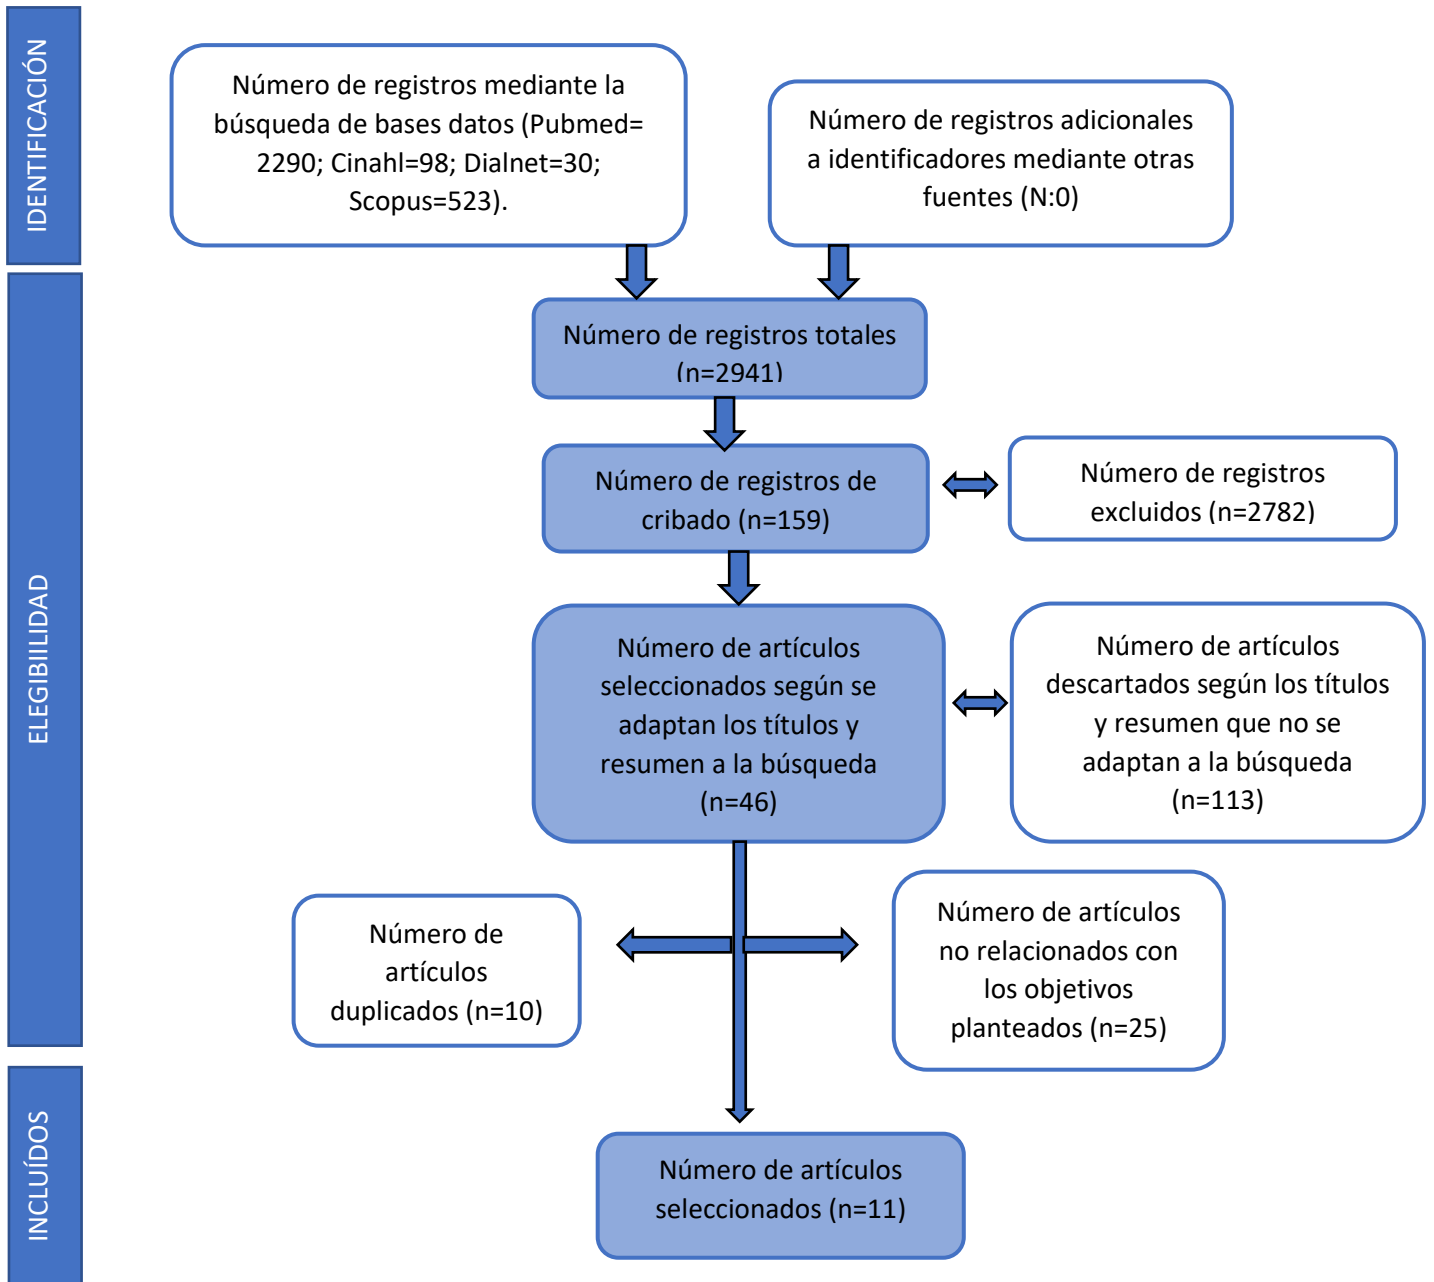 IDENTIFICACIÓN
Número de registros mediante la
búsqueda de bases datos (Pubmed=
2290; Cinahl=98; Dialnet=30;
Scopus=523).
Número de registros adicionales
a identificadores mediante otras
fuentes (N:0)
ELEGIBIILIDAD
Número de registros totales
(n=2941)
Número de registros de
cribado (n=159)
Número de registros
excluidos (n=2782)
Número de artículos
seleccionados según se
adaptan los títulos y
resumen a la búsqueda
(n=46)
Número de artículos
descartados según los títulos
y resumen que no se
adaptan a la búsqueda
(n=113)
Número de
artículos
duplicados (n=10)
Número de artículos
no relacionados con
los objetivos
planteados (n=25)
INCLUÍDOS
Número de artículos
seleccionados (n=11)